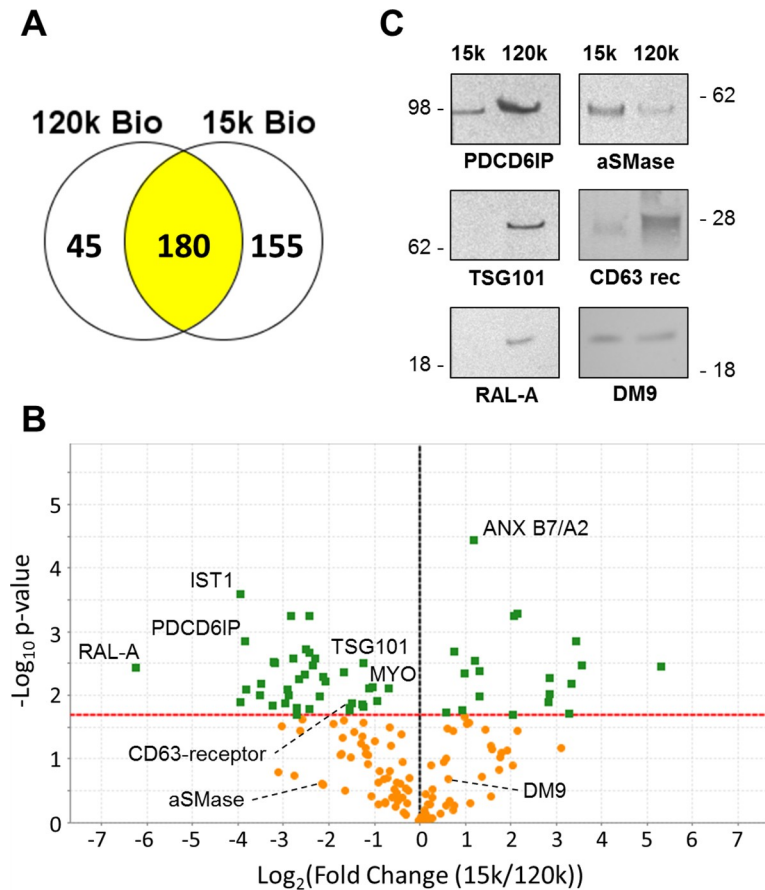 A
120k Bio 15k Bio
45 180 155
C
15k 120k 15k 120k
98 - - 62
PDCD6IP aSMase
62 - - 28
TSG101 CD63 rec
18 - - 18
RAL-A DM9
B
-Log10 p-value
5
4
3
2
1
0
ANX B7/A2
IST1
PDCD6IP
RAL-A
TSG101
MYO
CD63-receptor
aSMase
DM9
-7 -6 -5 -4 -3 -2 -1 0 1 2 3 4 5 6 7
Log2(Fold Change (15k/120k))